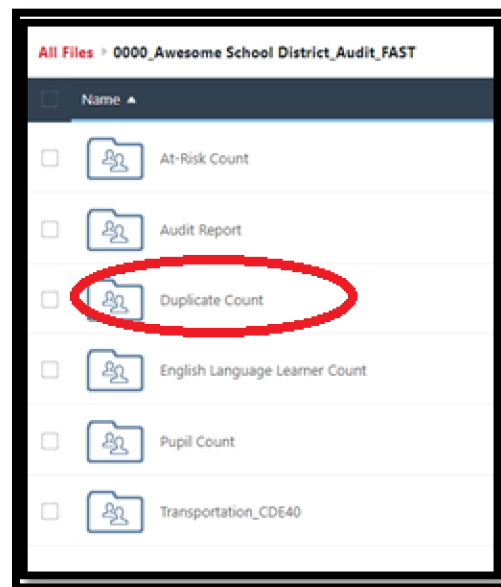 All Files > 0000_Awesome School District_Audit_FAST
Name ▲
At-Risk Count
Audit Report
Duplicate Count
English Language Learner Count
Pupil Count
Transportation_CDE40